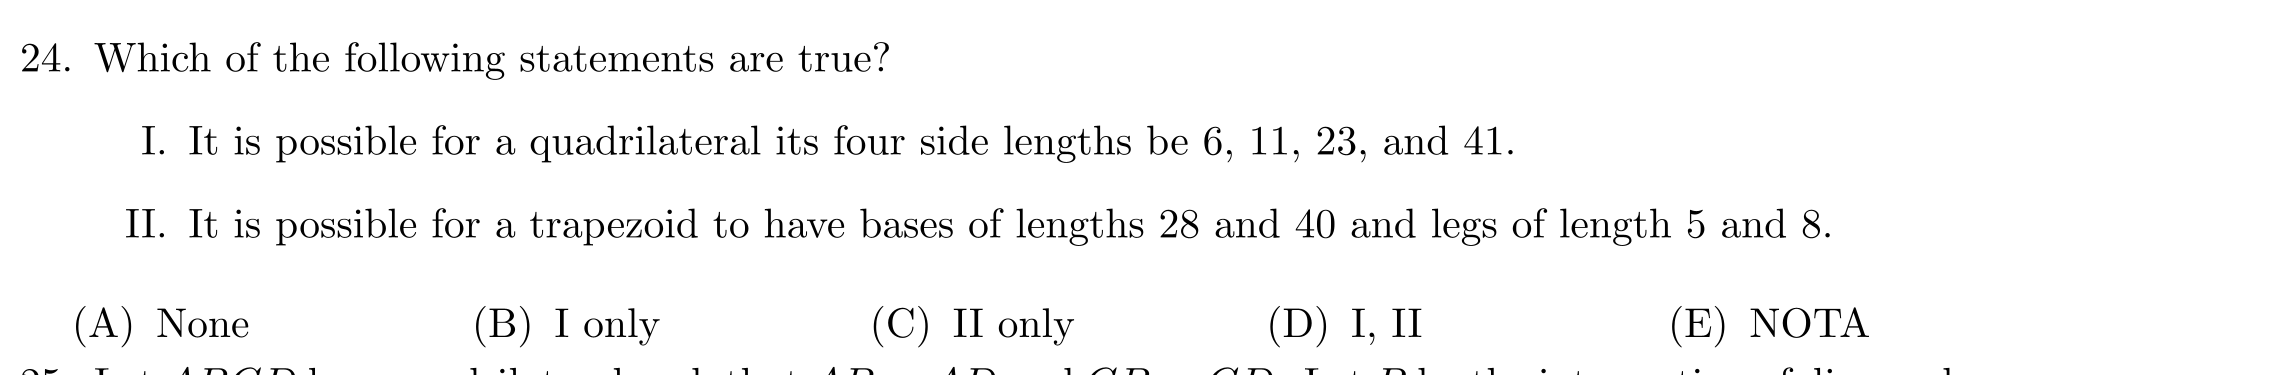 24. Which of the following statements are true?
I. It is possible for a quadrilateral its four side lengths be 6, 11, 23, and 41.
II. It is possible for a trapezoid to have bases of lengths 28 and 40 and legs of length 5 and 8.
(A) None (B) I only (C) II only (D) I, II (E) NOTA